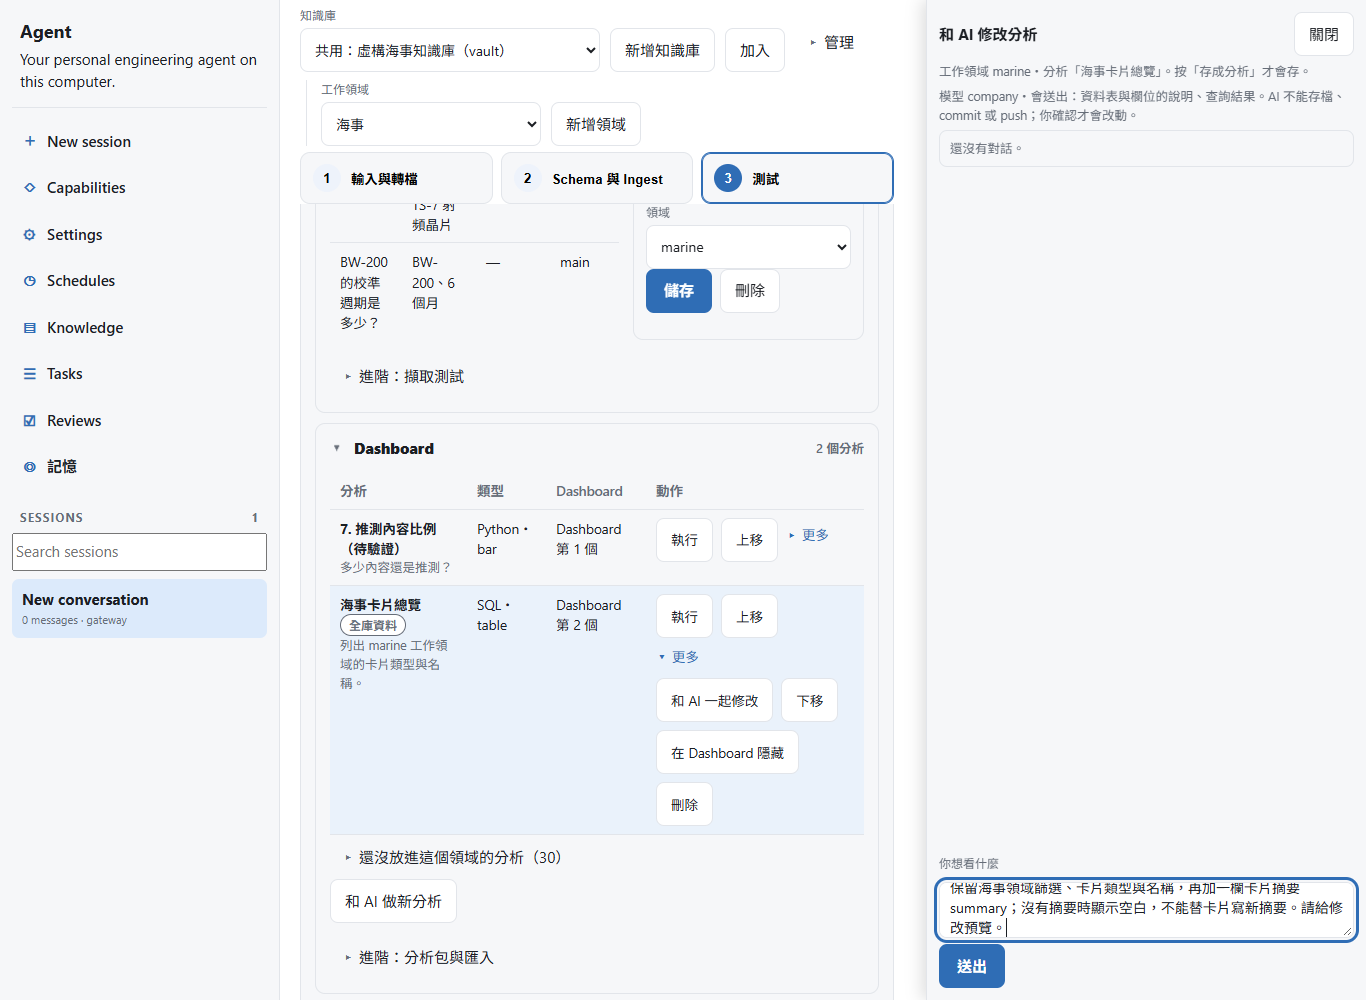 Agent
Your personal engineering agent on
this computer.
+ New session
Capabilities
Settings
Schedules
Knowledge
Tasks
Reviews
記憶
SESSIONS 1
Search sessions
New conversation
0 messages · gateway
知識庫
共用：虛構海事知識庫（vault）
新增知識庫
加入
管理
工作領域
海事
新增領域
1 輸入與轉檔
2 Schema 與 Ingest
3 測試
頻晶片
BW-200
的校準
週期是
多少？
BW-
200、6
個月
—
main
領域
marine
儲存
刪除
進階：擷取測試
Dashboard
2 個分析
分析 類型 Dashboard 動作
7. 推測內容比例
（待驗證）
多少內容還是推測？
Python・
bar
Dashboard
第 1 個
執行
上移
更多
海事卡片總覽
全庫資料
列出 marine 工作領
域的卡片類型與名
稱。
SQL・
table
Dashboard
第 2 個
執行
上移
更多
和 AI 一起修改
下移
在 Dashboard 隱藏
刪除
還沒放進這個領域的分析（30）
和 AI 做新分析
進階：分析包與匯入
和 AI 修改分析
關閉
工作領域 marine・分析「海事卡片總覽」。按「存成分析」才會存。
模型 company・會送出：資料表與欄位的說明、查詢結果。AI 不能存檔、
commit 或 push；你確認才會改動。
還沒有對話。
你想看什麼
保留海事領域篩選、卡片類型與名稱，再加一欄卡片摘要
summary；沒有摘要時顯示空白，不能替卡片寫新摘要。請給修
改預覽。
送出